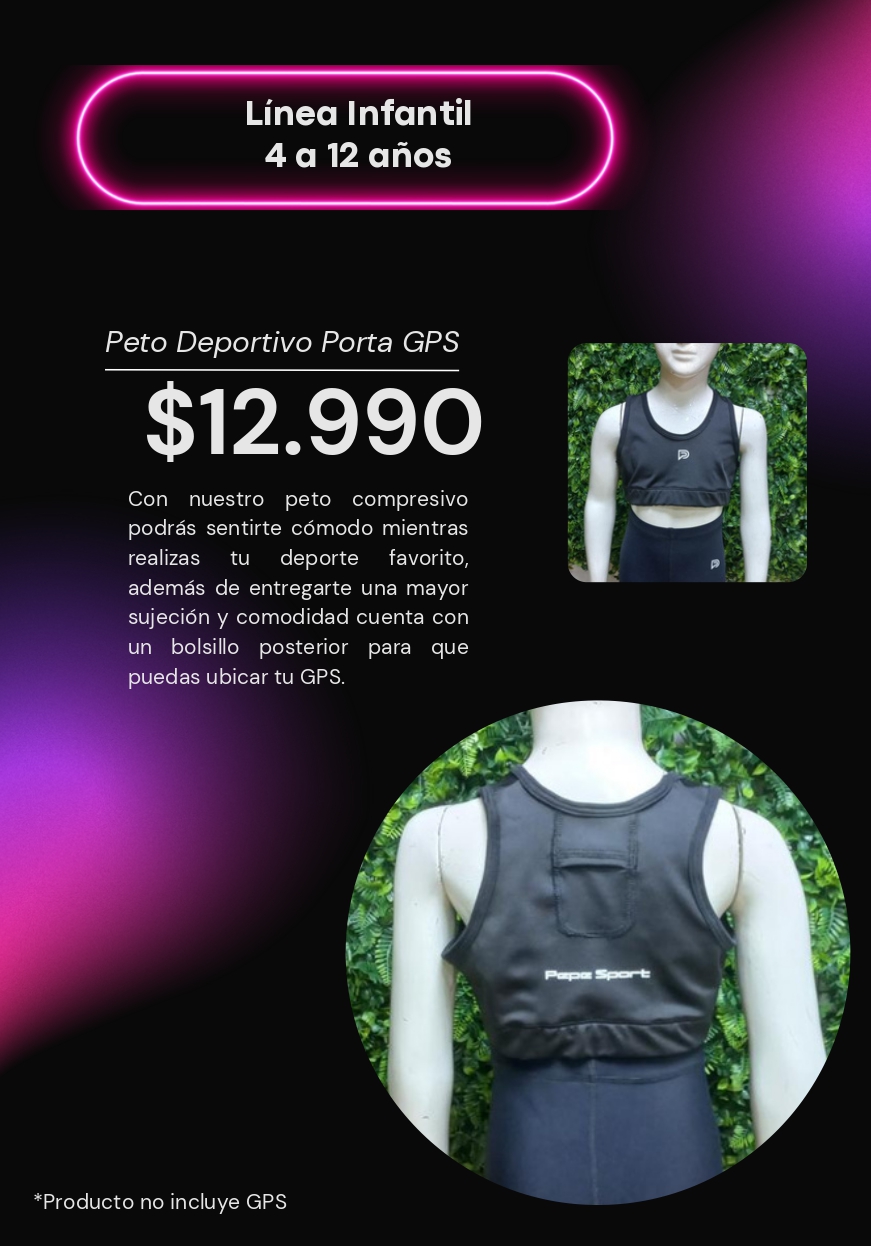 Línea Infantil
4 a 12 años
Peto Deportivo Porta GPS
$12.990
Con nuestro peto compresivo
podrás sentirte cómodo mientras
realizas tu deporte favorito,
además de entregarte una mayor
sujeción y comodidad cuenta con
un bolsillo posterior para que
puedas ubicar tu GPS.
Pepe Sport
*Producto no incluye GPS